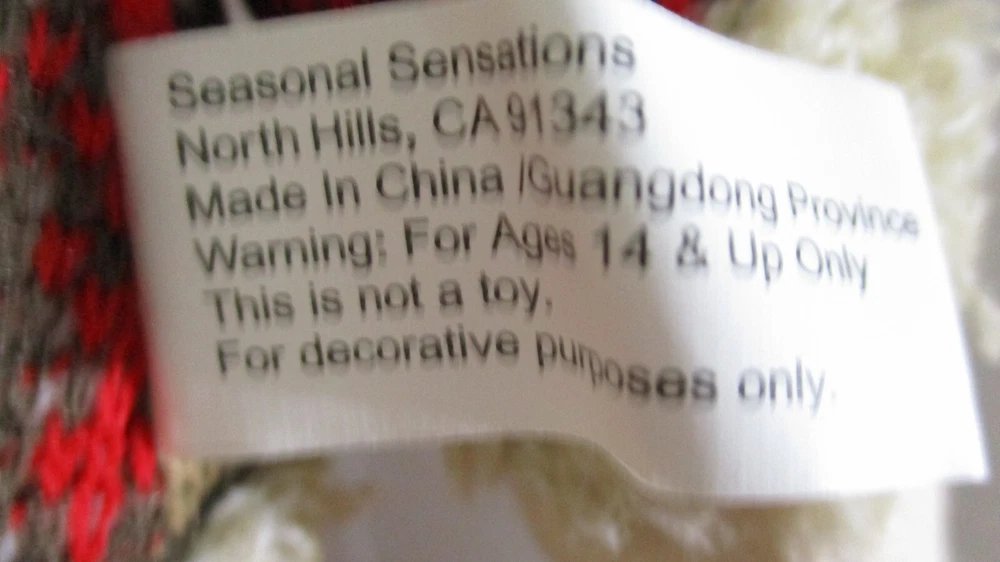 Seasonal Sensations
North Hills, CA 91343
Made In China /Guangdong Province
Warning: For Ages 14 & Up Only
This is not a toy.
For decorative purposes only.